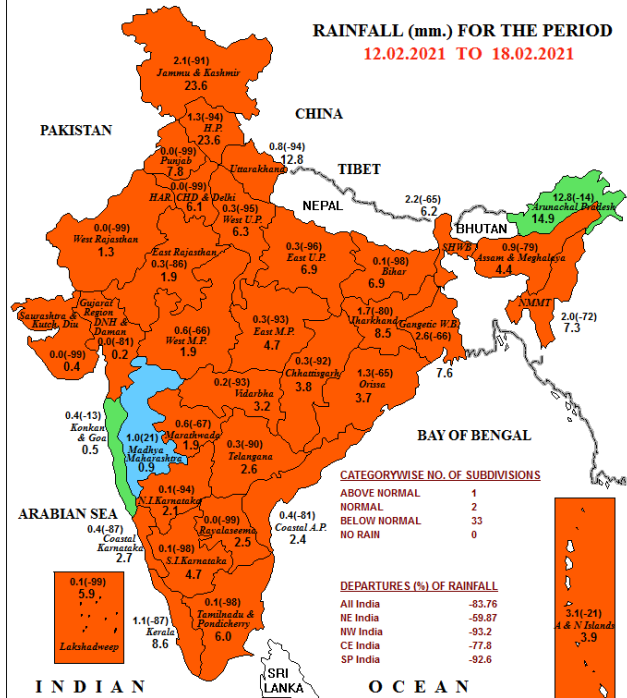 RAINFALL (mm.) FOR THE PERIOD
12.02.2021 TO 18.02.2021
2.1(-91)
Jammu & Kashmir
23.6
CHINA
1.3(-94)
H.P.
23.6
PAKISTAN
0.0(-99)
Punjab
7.8
0.8(-94)
12.8
Uttarakhand
TIBET
0.0(-99)
HAR. CHD & Delhi
6.1
0.3(-95)
West U.P.
6.3
NEPAL
2.2(-65)
6.2
BHUTAN
12.8(-14)
Arunachal Pradesh
14.9
0.0(-99)
West Rajasthan
1.3
East Rajasthan
0.3(-86)
1.9
0.3(-96)
East U.P.
6.9
0.1(-98)
Bihar
6.9
SHWB
0.9(-79)
Assam & Meghalaya
4.4
NMMT
2.0(-72)
7.3
Saurashtra &
Kutch, Diu
0.0(-99)
0.4
Gujarat
Region
DNH &
Daman
0.0(-81)
0.2
0.6(-66)
West M.P.
1.9
0.3(-93)
East M.P.
4.7
1.7(-80)
Jharkhand
8.5
Gangetic W.B.
2.6(-66)
7.6
0.3(-92)
Chhattisgarh
3.8
1.3(-65)
Orissa
3.7
0.2(-93)
Vidarbha
3.2
0.4(-13)
Konkan
& Goa
0.5
1.0(21)
Madhya
Maharashtra
0.9
0.6(-67)
Marathwada
1.9
0.3(-90)
Telangana
2.6
BAY OF BENGAL
0.1(-94)
N.I.Karnataka
2.1
ARABIAN SEA
0.4(-87)
Coastal
Karnataka
2.7
0.0(-99)
Rayalaseema
2.5
0.4(-81)
Coastal A.P.
2.4
0.1(-98)
S.I.Karnataka
4.7
CATEGORYWISE NO. OF SUBDIVISIONS
ABOVE NORMAL 1
NORMAL 2
BELOW NORMAL 33
NO RAIN 0
0.1(-99)
5.9
Lakshadweep
1.1(-87)
Kerala
8.6
0.1(-98)
Tamilnadu &
Pondicherry
6.0
DEPARTURES (%) OF RAINFALL
All India -83.76
NE India -59.87
NW India -93.2
CE India -77.8
SP India -92.6
3.1(-21)
A & N Islands
3.9
SRI
LANKA
INDIAN OCEAN